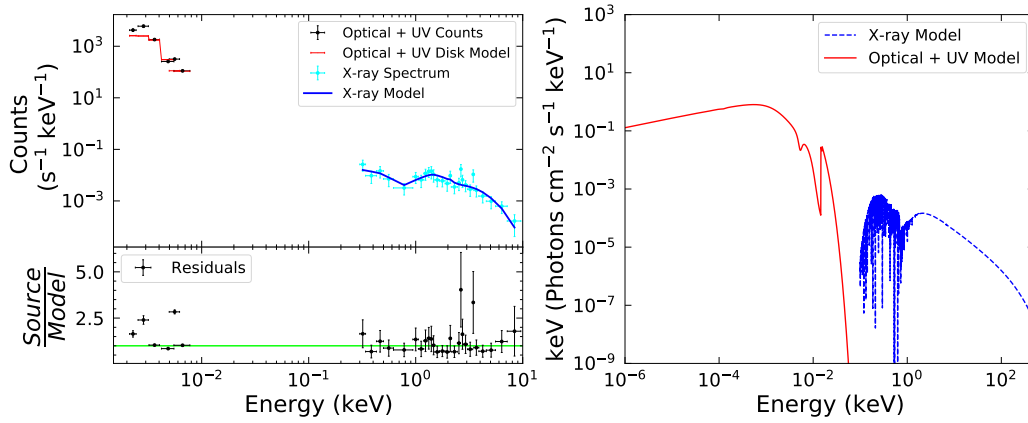 10³
10¹
10⁻¹
10⁻³
Counts
(s⁻¹ keV⁻¹)
Optical + UV Counts
Optical + UV Disk Model
X-ray Spectrum
X-ray Model
5.0
2.5
Source
Model
Residuals
10⁻² 10⁻¹ 10⁰ 10¹
Energy (keV)
10¹
10⁻¹
10⁻³
10⁻⁵
10⁻⁷
10⁻⁹
keV (Photons cm⁻² s⁻¹ keV⁻¹)
X-ray Model
Optical + UV Model
10⁻⁶ 10⁻⁴ 10⁻² 10⁰ 10²
Energy (keV)